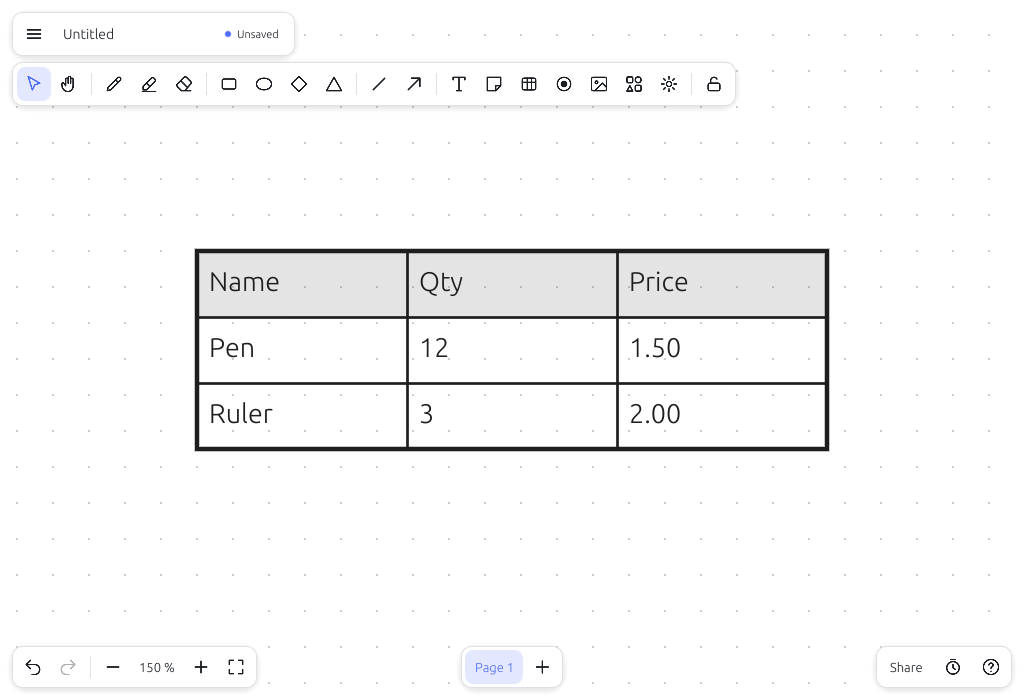 Untitled
Unsaved
Name Qty Price
Pen 12 1.50
Ruler 3 2.00
150 %
Page 1
Share